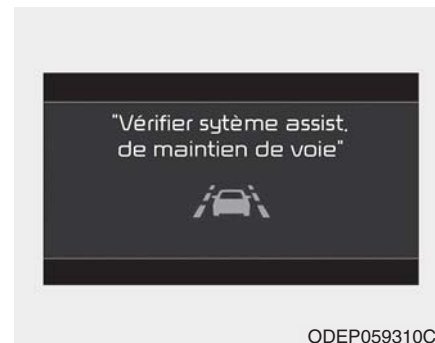 "Vérifier sytème assist,
de maintien de voie"
ODEP059310C